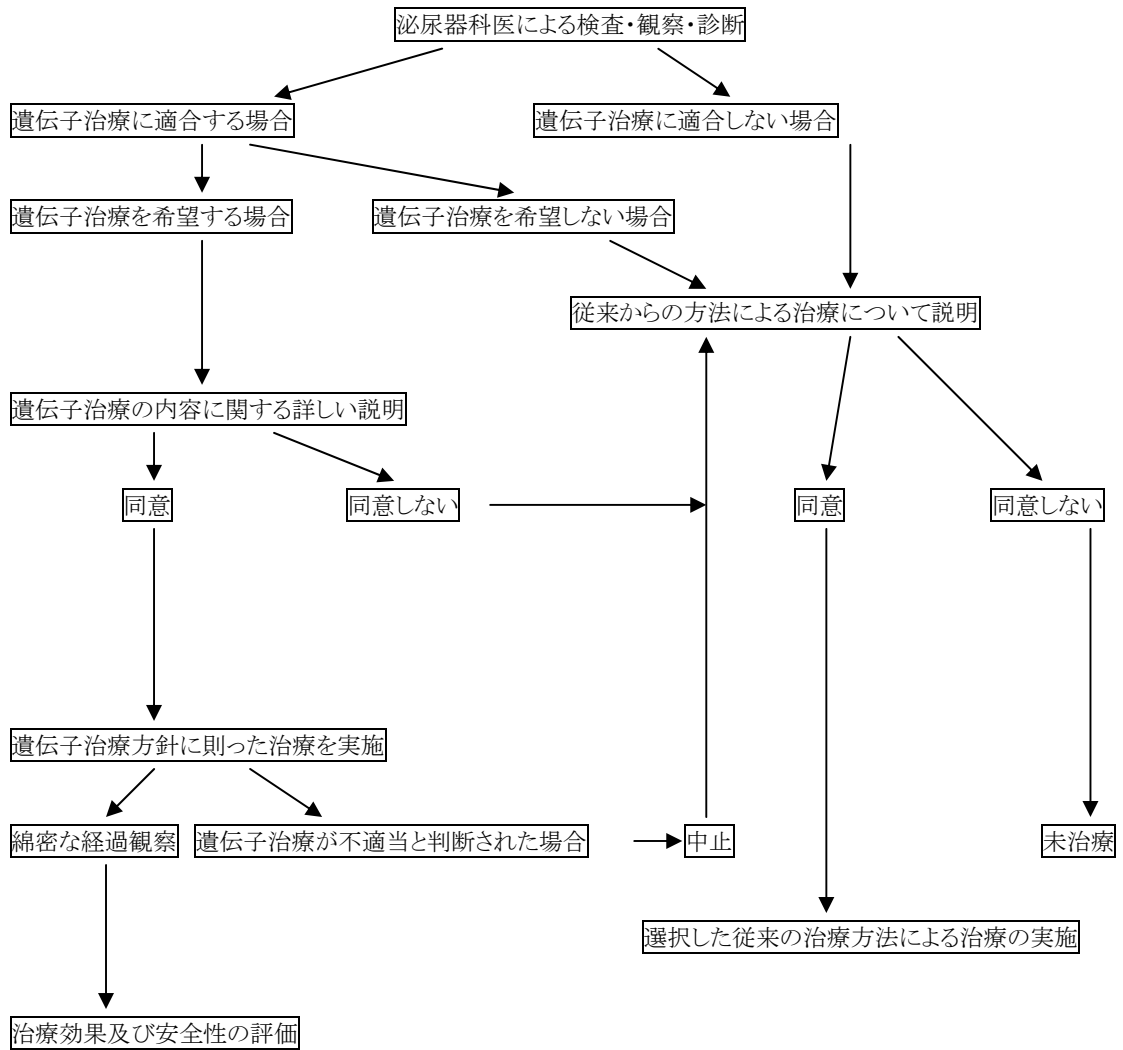 泌尿器科医による検査・観察・診断
遺伝子治療に適合する場合
遺伝子治療に適合しない場合
遺伝子治療を希望する場合
遺伝子治療を希望しない場合
従来からの方法による治療について説明
遺伝子治療の内容に関する詳しい説明
同意
同意しない
同意
同意しない
遺伝子治療方針に則った治療を実施
綿密な経過観察
遺伝子治療が不適当と判断された場合
中止
未治療
選択した従来の治療方法による治療の実施
治療効果及び安全性の評価